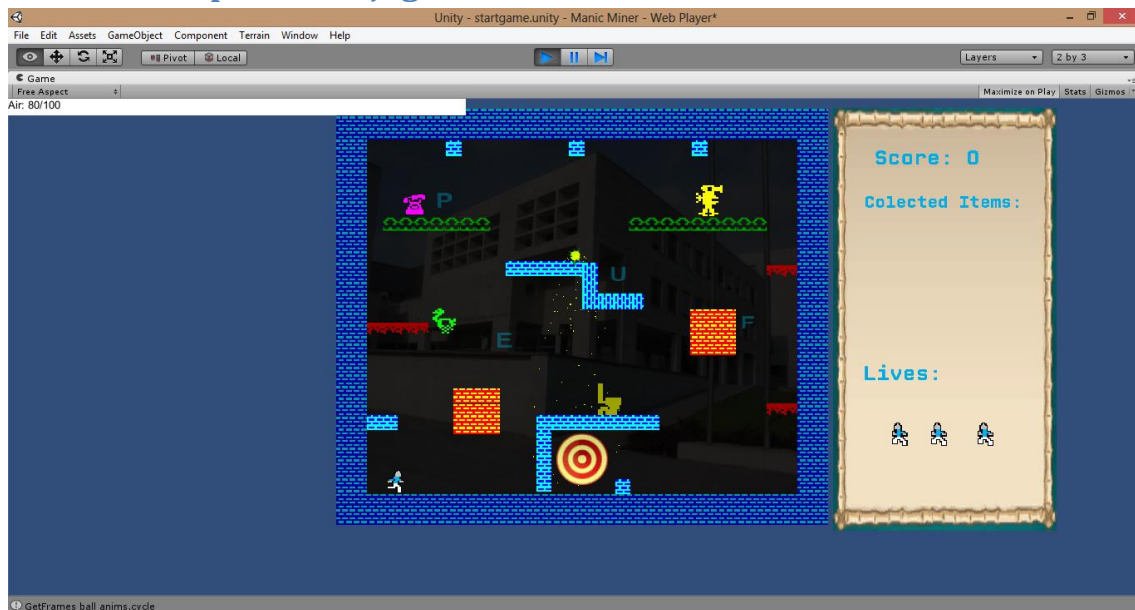 Unity - startgame.unity - Manic Miner - Web Player*
File Edit Assets GameObject Component Terrain Window Help
Pivot Local Layers 2 by 3
Game
Free Aspect Maximize on Play Stats Gizmos
Air: 80/100
Score: 0
P
Colected Items:
U
F
E
Lives:
GetFrames ball anims.cycle